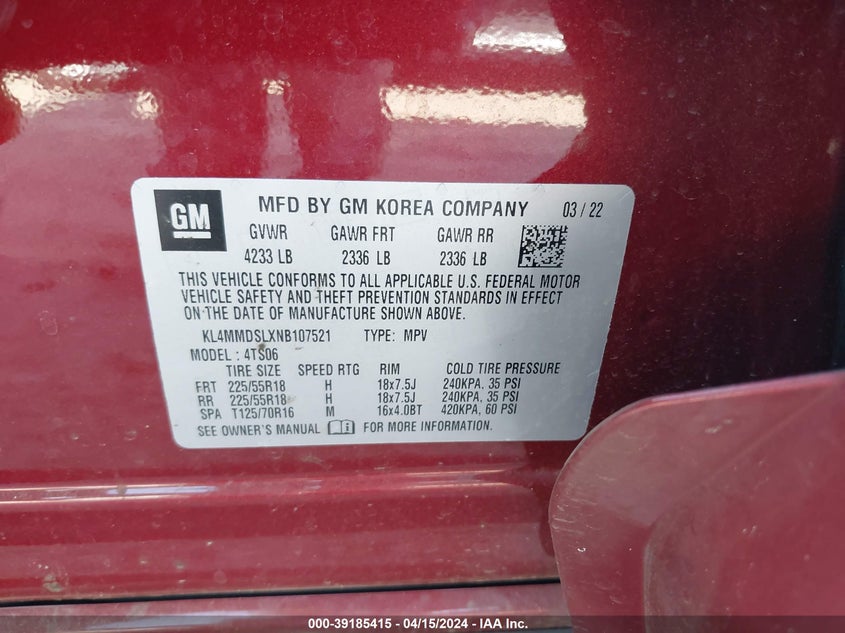 GM MFD BY GM KOREA COMPANY 03 / 22
GVWR GAWR FRT GAWR RR
4233 LB 2336 LB 2336 LB
THIS VEHICLE CONFORMS TO ALL APPLICABLE U.S. FEDERAL MOTOR
VEHICLE SAFETY AND THEFT PREVENTION STANDARDS IN EFFECT
ON THE DATE OF MANUFACTURE SHOWN ABOVE.
KL4MMDSLXNB107521 TYPE: MPV
MODEL : 4TS06
TIRE SIZE SPEED RTG RIM COLD TIRE PRESSURE
FRT 225/55R18 H 18x7.5J 240KPA, 35 PSI
RR 225/55R18 H 18x7.5J 240KPA, 35 PSI
SPA T125/70R16 M 16x4.0BT 420KPA, 60 PSI
SEE OWNER'S MANUAL FOR MORE INFORMATION.
000-39185415 - 04/15/2024 - IAA Inc.